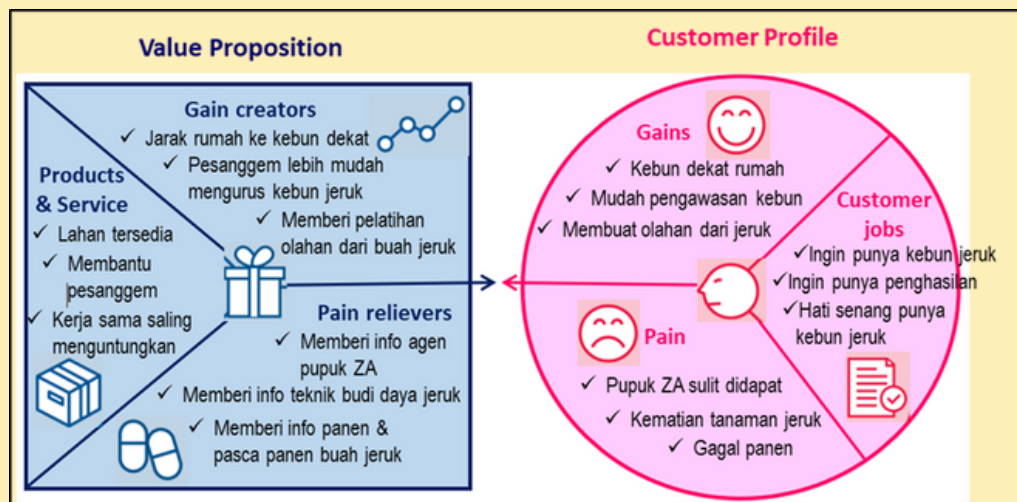 Value Proposition
Gain creators
✓ Jarak rumah ke kebun dekat
✓ Pesanggem lebih mudah
mengurus kebun jeruk
✓ Memberi pelatihan
olahan dari buah jeruk
Products
& Service
✓ Lahan tersedia
✓ Membantu
pesanggem
✓ Kerja sama saling
menguntungkan
Pain relievers
✓ Memberi info agen
pupuk ZA
✓ Memberi info teknik budi daya jeruk
✓ Memberi info panen &
pasca panen buah jeruk
Customer Profile
Gains
✓ Kebun dekat rumah
✓ Mudah pengawasan kebun
✓ Membuat olahan dari jeruk
Customer
jobs
✓Ingin punya kebun jeruk
✓Ingin punya penghasilan
✓Hati senang punya
kebun jeruk
Pain
✓ Pupuk ZA sulit didapat
✓ Kematian tanaman jeruk
✓ Gagal panen